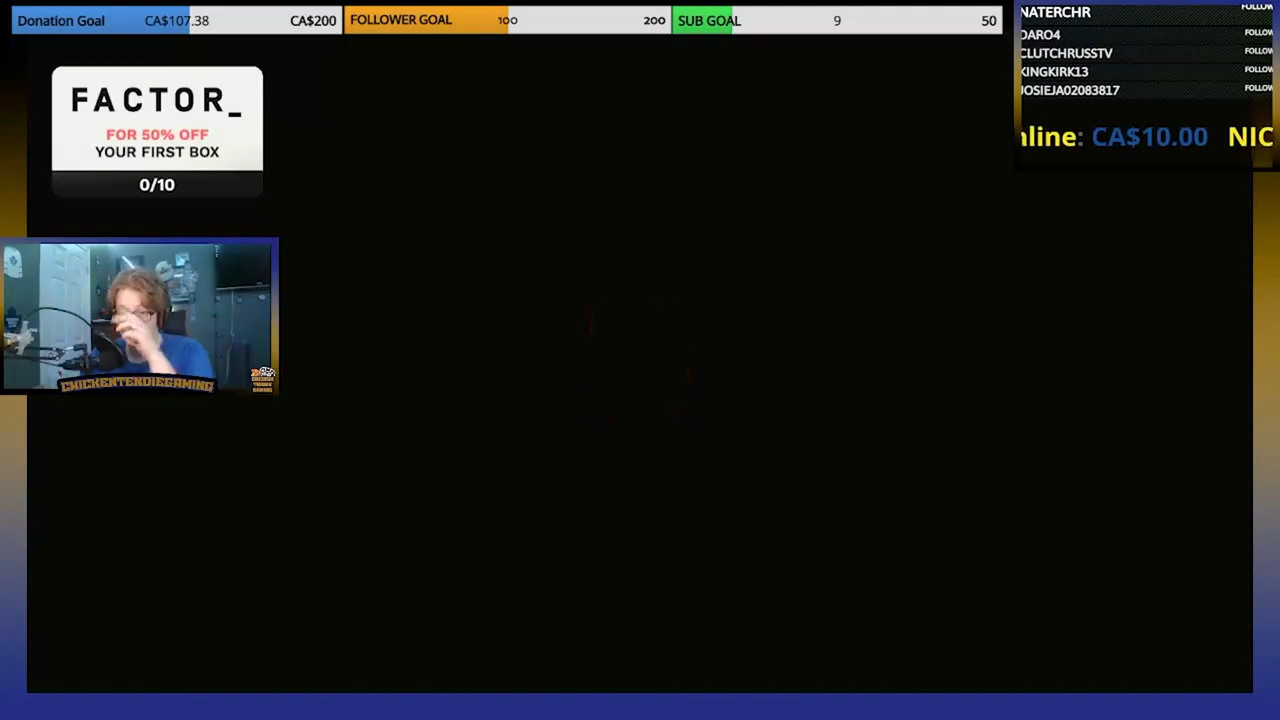 Donation Goal CA$107.38 CA$200
FOLLOWER GOAL 100 200
SUB GOAL 9 50
NATERCHR FOLLOW
DARO4 FOLLOW
CLUTCHRUSSTV FOLLOW
KINGKIRK13 FOLLOW
JOSIEJA02083817 FOLLOW
nline: CA$10.00 NIC
FACTOR_
FOR 50% OFF
YOUR FIRST BOX
0/10
CHICKENTENDIEGAMING